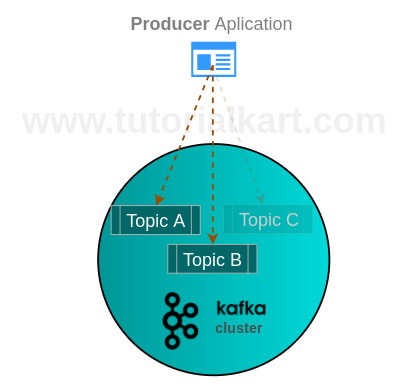 Producer Aplication
www.tutorialkart.com
Topic A
Topic C
Topic B
kafka
cluster